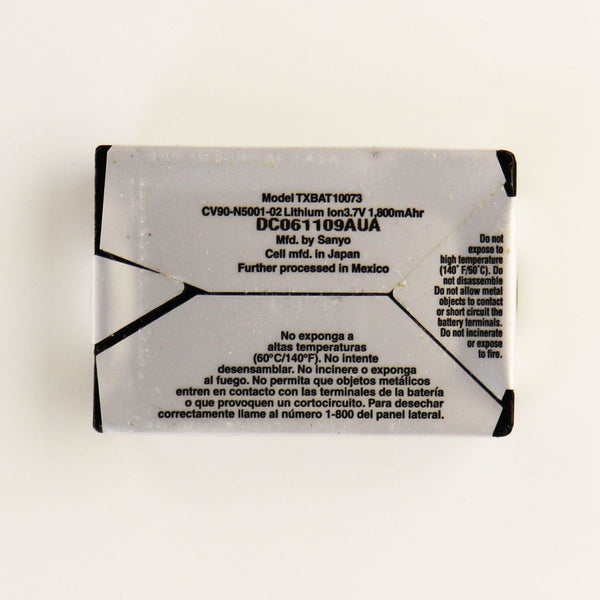 Model TXBAT10073
CV90-N5001-02 Lithium Ion3.7V 1,800mAhr
DC061109AUA
Mfd. by Sanyo
Cell mfd. in Japan
Further processed in Mexico
Do not
expose to
high temperature
(140° F/60°C). Do
not disassemble
Do not allow metal
objects to contact
or short circuit the
battery terminals.
Do not incinerate
or expose
to fire.
No exponga a
altas temperaturas
(60°C/140°F). No intente
desensamblar. No incinere o exponga
al fuego. No permita que objetos metálicos
entren en contacto con las terminales de la batería
o que provoquen un cortocircuito. Para desechar
correctamente llame al número 1-800 del panel lateral.